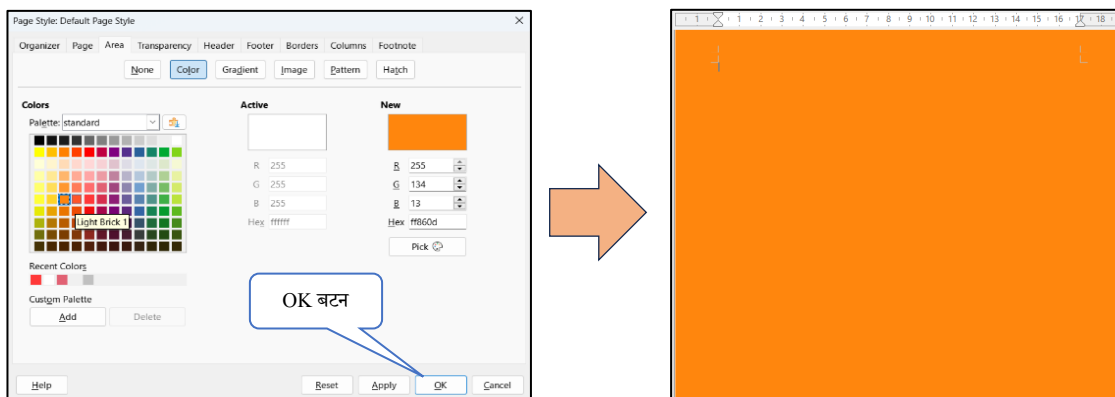 Page Style: Default Page Style
Organizer Page Area Transparency Header Footer Borders Columns Footnote
None Color Gradient Image Pattern Hatch
Colors
Palette: standard
Light Brick 1
Recent Colors
Custom Palette
Add Delete
Active
R 255
G 255
B 255
Hex ffffff
New
R 255
G 134
B 13
Hex ff860d
Pick
OK बटन
Help Reset Apply OK Cancel
1 1 2 3 4 5 6 7 8 9 10 11 12 13 14 15 16 17 18